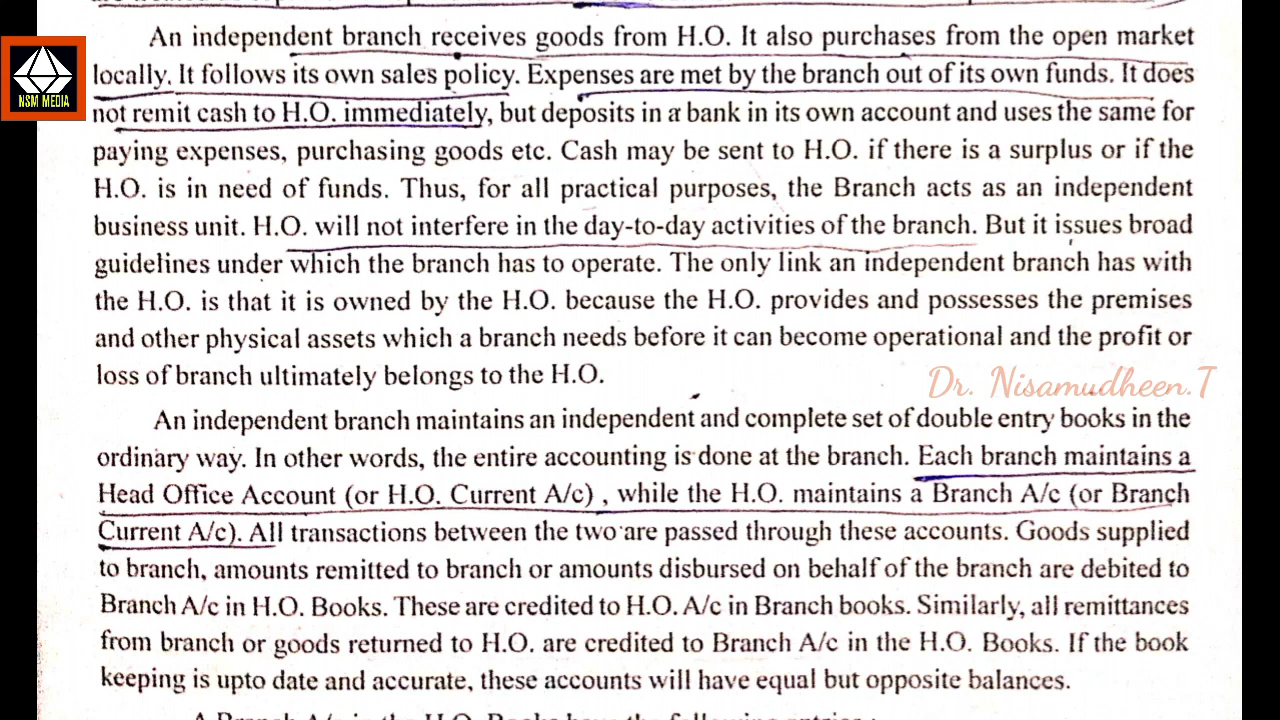 An independent branch receives goods from H.O. It also purchases from the open market
locally. It follows its own sales policy. Expenses are met by the branch out of its own funds. It does
NSM MEDIA
not remit cash to H.O. immediately, but deposits in a bank in its own account and uses the same for
paying expenses, purchasing goods etc. Cash may be sent to H.O. if there is a surplus or if the
H.O. is in need of funds. Thus, for all practical purposes, the Branch acts as an independent
business unit. H.O. will not interfere in the day-to-day activities of the branch. But it issues broad
guidelines under which the branch has to operate. The only link an independent branch has with
the H.O. is that it is owned by the H.O. because the H.O. provides and possesses the premises
and other physical assets which a branch needs before it can become operational and the profit or
loss of branch ultimately belongs to the H.O.
Dr. Nisamudheen.T
An independent branch maintains an independent and complete set of double entry books in the
ordinary way. In other words, the entire accounting is done at the branch. Each branch maintains a
Head Office Account (or H.O. Current A/c) , while the H.O. maintains a Branch A/c (or Branch
Current A/c). All transactions between the two are passed through these accounts. Goods supplied
to branch, amounts remitted to branch or amounts disbursed on behalf of the branch are debited to
Branch A/c in H.O. Books. These are credited to H.O. A/c in Branch books. Similarly, all remittances
from branch or goods returned to H.O. are credited to Branch A/c in the H.O. Books. If the book
keeping is upto date and accurate, these accounts will have equal but opposite balances.